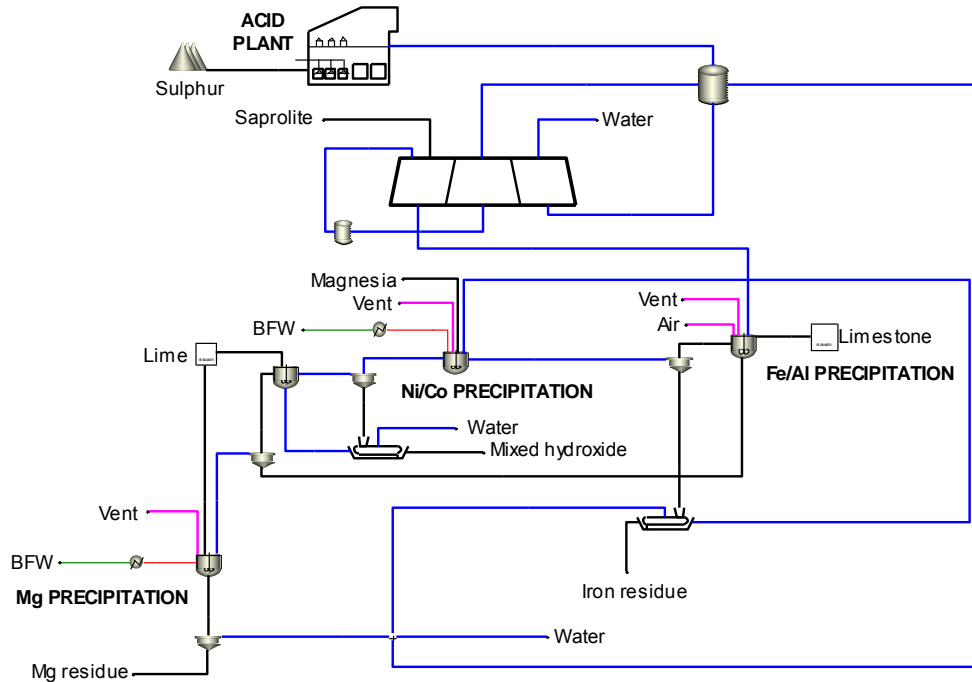 ACID
PLANT
Sulphur
Saprolite
Water
Magnesia
Vent
BFW
Vent
Air
Limestone
Lime
Ni/Co PRECIPITATION
Fe/Al PRECIPITATION
Water
Mixed hydroxide
Vent
BFW
Mg PRECIPITATION
Iron residue
Water
Mg residue